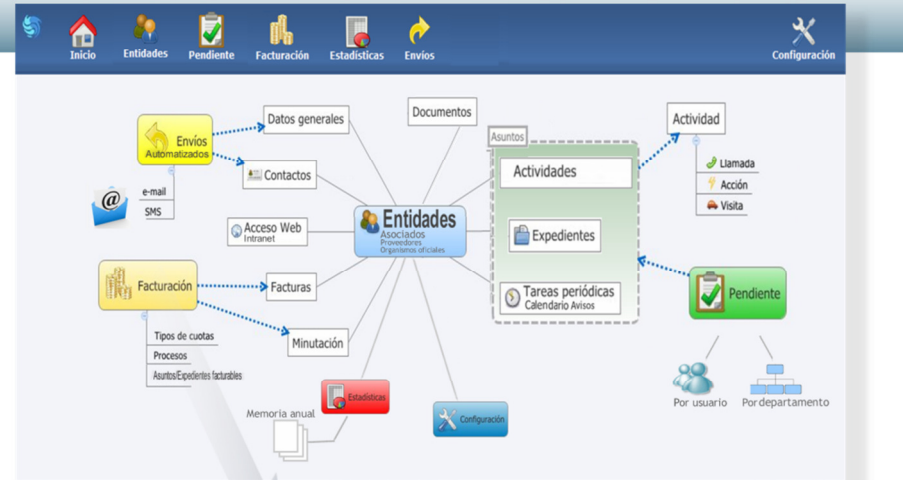 Inicio
Entidades
Pendiente
Facturación
Estadísticas
Envíos
Configuración
Envíos
Automatizados
e-mail
SMS
Datos generales
Contactos
Acceso Web
Intranet
Facturación
Tipos de cuotas
Procesos
Asuntos/Expedientes facturables
Facturas
Minutación
Documentos
Entidades
Asociados
Proveedores
Organismos oficiales
Asuntos
Actividades
Expedientes
Tareas periódicas
Calendario Avisos
Actividad
Llamada
Acción
Visita
Pendiente
Por usuario
Por departamento
Estadísticas
Memoria anual
Configuración